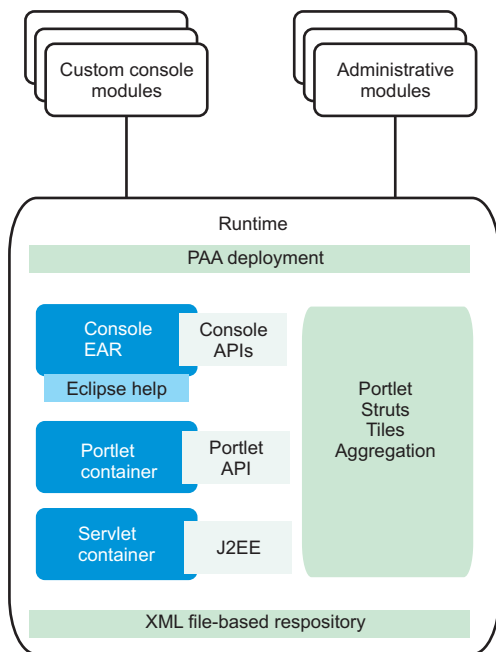 Custom console
modules
Administrative
modules
Runtime
PAA deployment
Console
EAR
Console
APIs
Eclipse help
Portlet
container
Portlet
API
Servlet
container
J2EE
Portlet
Struts
Tiles
Aggregation
XML file-based respository